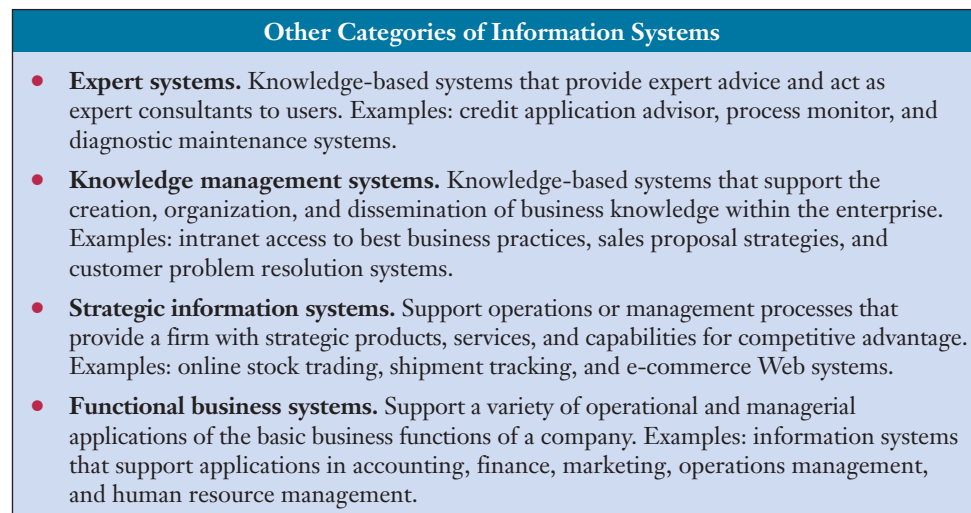 Other Categories of Information Systems
• Expert systems. Knowledge-based systems that provide expert advice and act as
expert consultants to users. Examples: credit application advisor, process monitor, and
diagnostic maintenance systems.
• Knowledge management systems. Knowledge-based systems that support the
creation, organization, and dissemination of business knowledge within the enterprise.
Examples: intranet access to best business practices, sales proposal strategies, and
customer problem resolution systems.
• Strategic information systems. Support operations or management processes that
provide a firm with strategic products, services, and capabilities for competitive advantage.
Examples: online stock trading, shipment tracking, and e-commerce Web systems.
• Functional business systems. Support a variety of operational and managerial
applications of the basic business functions of a company. Examples: information systems
that support applications in accounting, finance, marketing, operations management,
and human resource management.